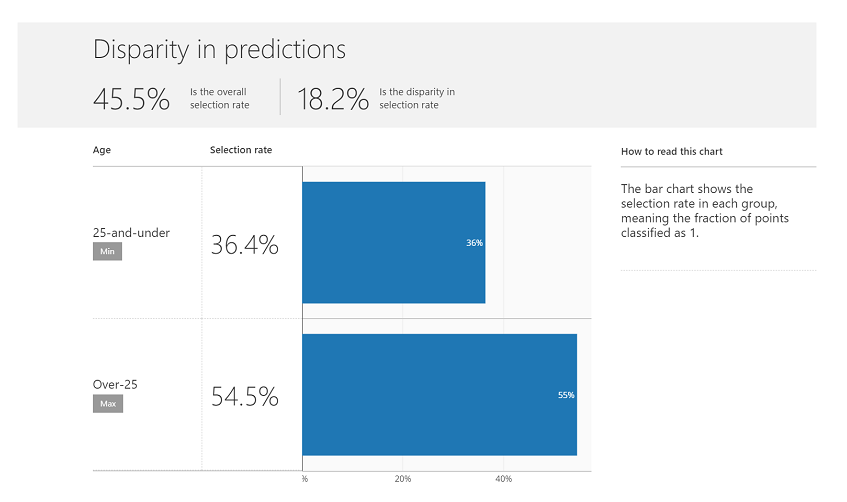 Disparity in predictions
45.5% Is the overall selection rate
18.2% Is the disparity in selection rate
Age Selection rate
How to read this chart
The bar chart shows the
selection rate in each group,
meaning the fraction of points
classified as 1.
25-and-under
Min
36.4%
36%
Over-25
Max
54.5%
55%
% 20% 40%